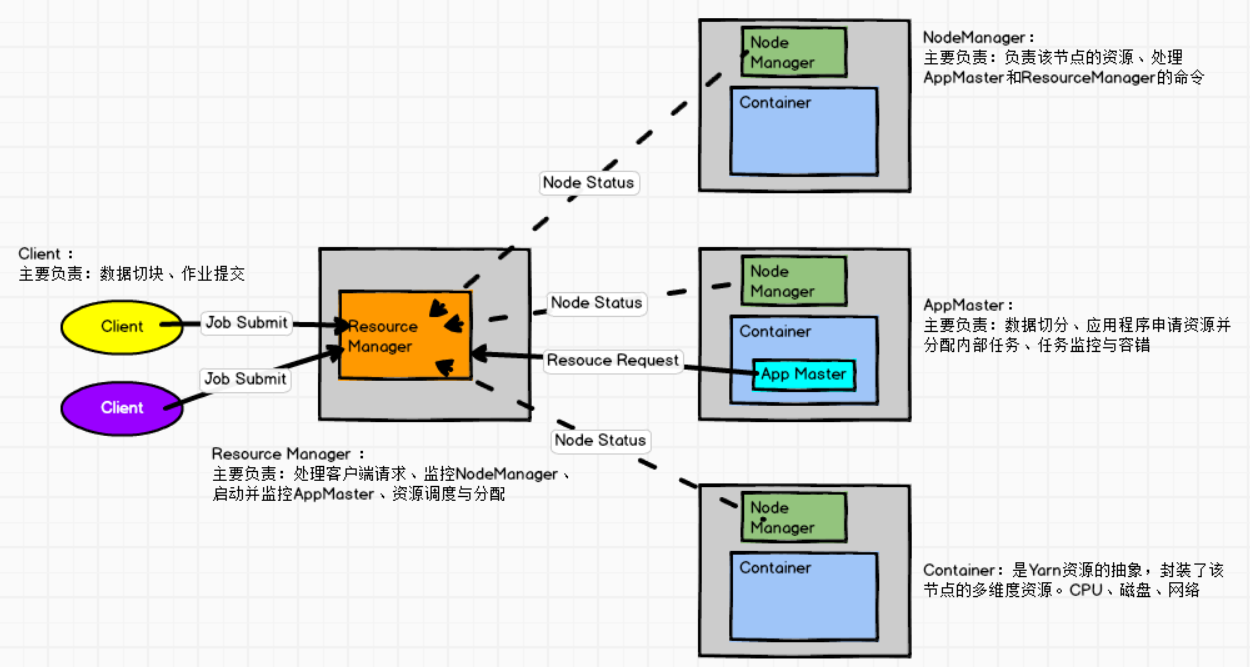 Node
Manager
Container
NodeManager：
主要负责：负责该节点的资源、处理
AppMaster和ResourceManager的命令
Node Status
Client：
主要负责：数据切块、作业提交
Client
Job Submit
Client
Job Submit
Resource
Manager
Node Status
Resouce Request
Node Status
Node
Manager
Container
App Master
AppMaster：
主要负责：数据切分、应用程序申请资源并
分配内部任务、任务监控与容错
Resource Manager：
主要负责：处理客户端请求、监控NodeManager、
启动并监控AppMaster、资源调度与分配
Node
Manager
Container
Container：是Yarn资源的抽象，封装了该
节点的多维度资源。CPU、磁盘、网络